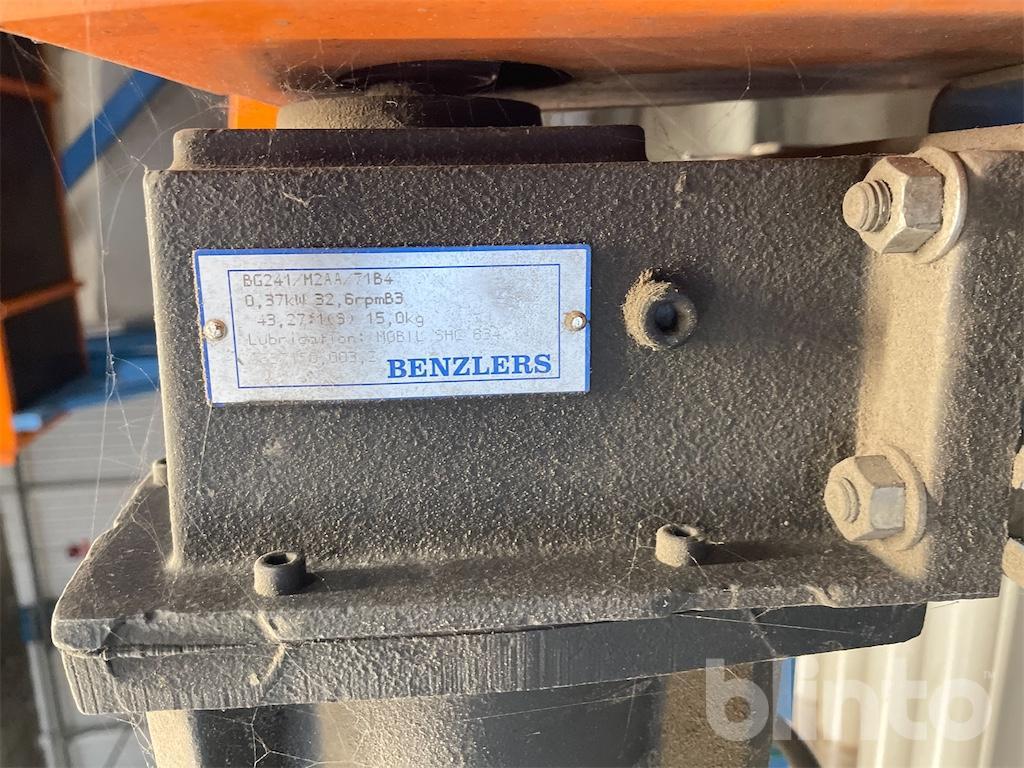 BG241/M2AA/71B4
0,37kW 32,6rpmB3
43,27:1(S) 15,0kg
Lubrication: MOBIL SHC 634
BENZLERS
blinto